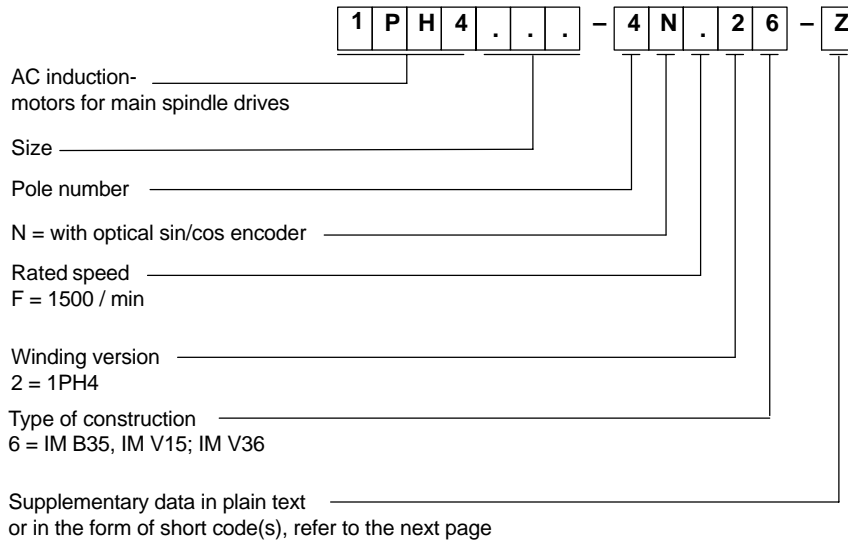 1 P H 4 . . . – 4 N . 2 6 – Z
AC induction-
motors for main spindle drives
Size
Pole number
N = with optical sin/cos encoder
Rated speed
F = 1500 / min
Winding version
2 = 1PH4
Type of construction
6 = IM B35, IM V15; IM V36
Supplementary data in plain text
or in the form of short code(s), refer to the next page